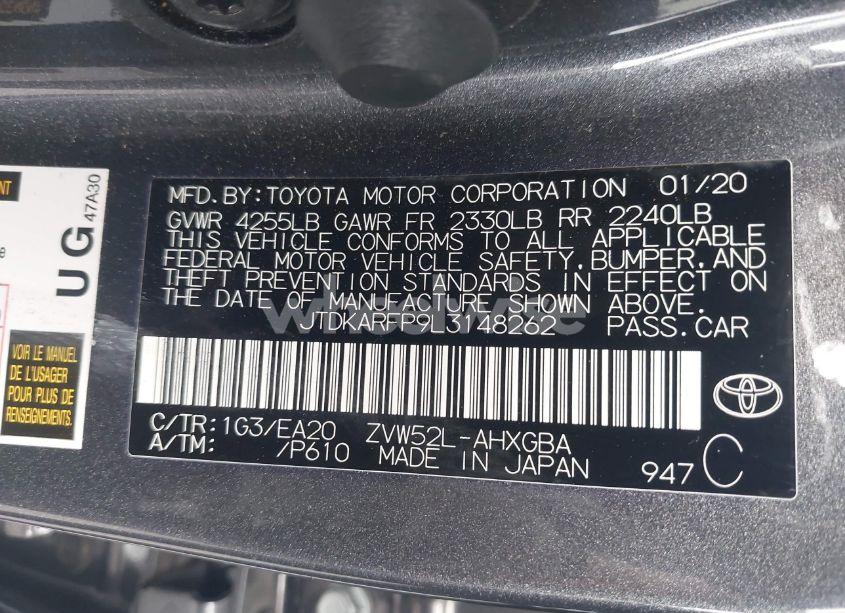 MFD.BY:TOYOTA MOTOR CORPORATION 01/20
GVWR 4255LB GAWR FR 2330LB RR 2240LB
THIS VEHICLE CONFORMS TO ALL APPLICABLE
FEDERAL MOTOR VEHICLE SAFETY,BUMPER,AND
THEFT PREVENTION STANDARDS IN EFFECT ON
THE DATE OF MANUFACTURE SHOWN ABOVE.
JTDKARFP9L3148262 PASS.CAR
C/TR:1G3/EA20 ZVW52L-AHXGBA
A/TM: /P610 MADE IN JAPAN 947 C
UG 47A30
VOIR LE MANUEL
DE L'USAGER
POUR PLUS DE
RENSEIGNEMENTS.
wheelwise